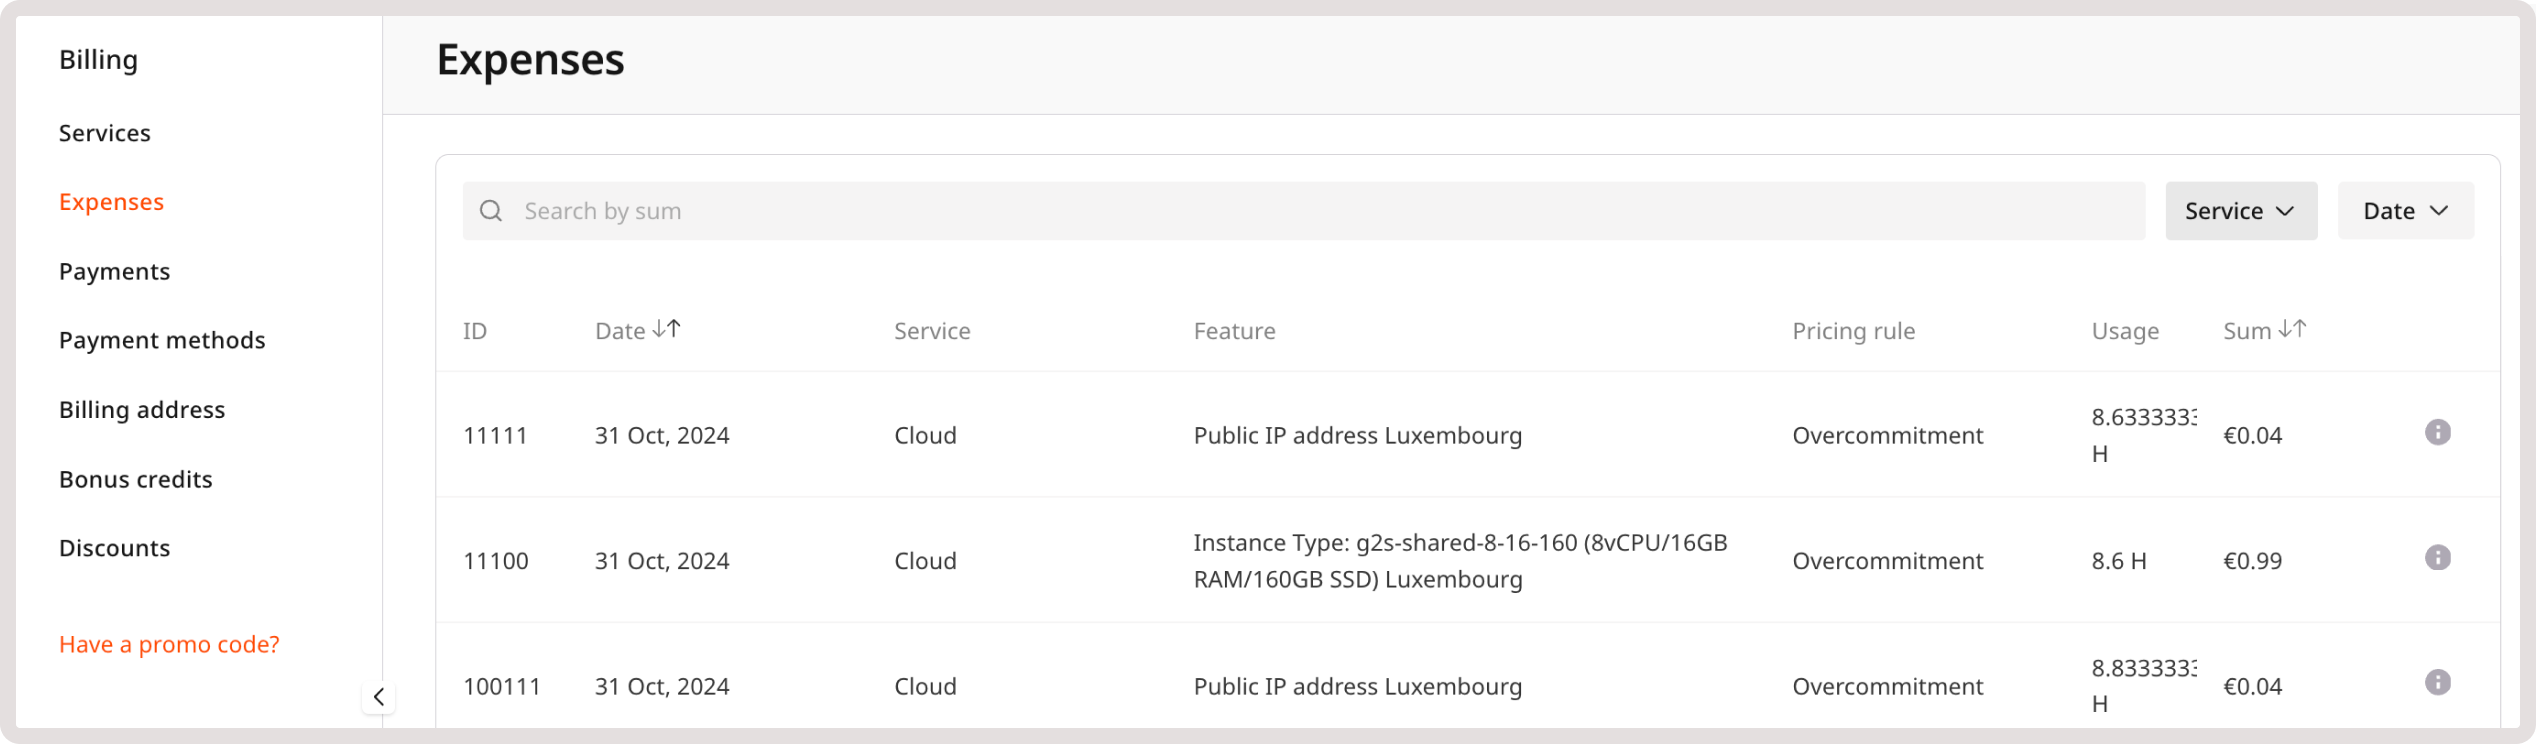 Billing
Services
Expenses
Payments
Payment methods
Billing address
Bonus credits
Discounts
Have a promo code?
Expenses
Search by sum
Service
Date
ID Date Service Feature Pricing rule Usage Sum
11111 31 Oct, 2024 Cloud Public IP address Luxembourg Overcommitment 8.6333333 H €0.04
11100 31 Oct, 2024 Cloud Instance Type: g2s-shared-8-16-160 (8vCPU/16GB
RAM/160GB SSD) Luxembourg Overcommitment 8.6 H €0.99
100111 31 Oct, 2024 Cloud Public IP address Luxembourg Overcommitment 8.8333333 H €0.04